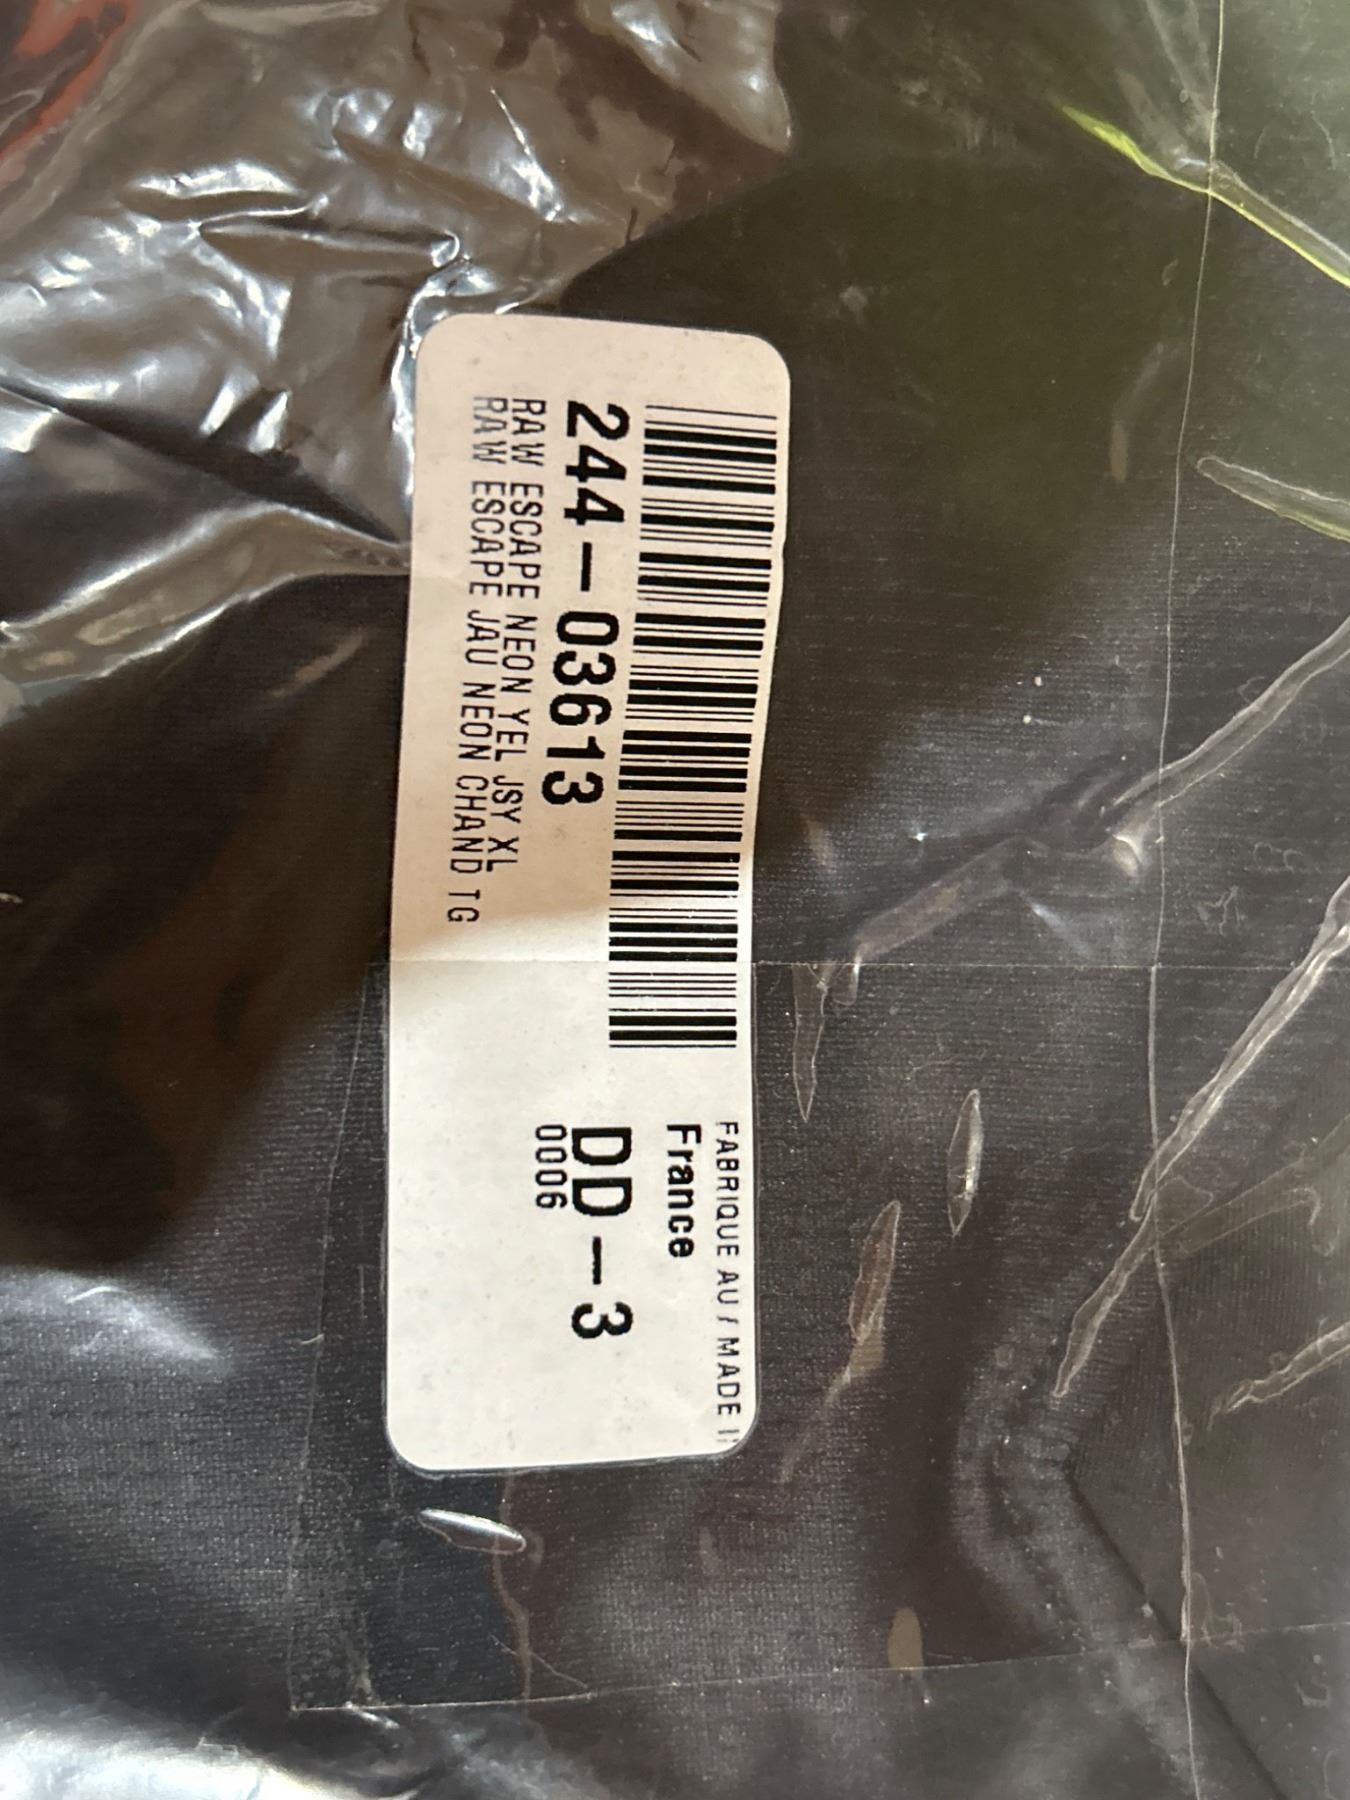 244-03613
RAW ESCAPE NEON YEL JSY XL
RAW ESCAPE JAU NEON CHAND TG
FABRIQUE AU / MADE
France
DD-3
0006